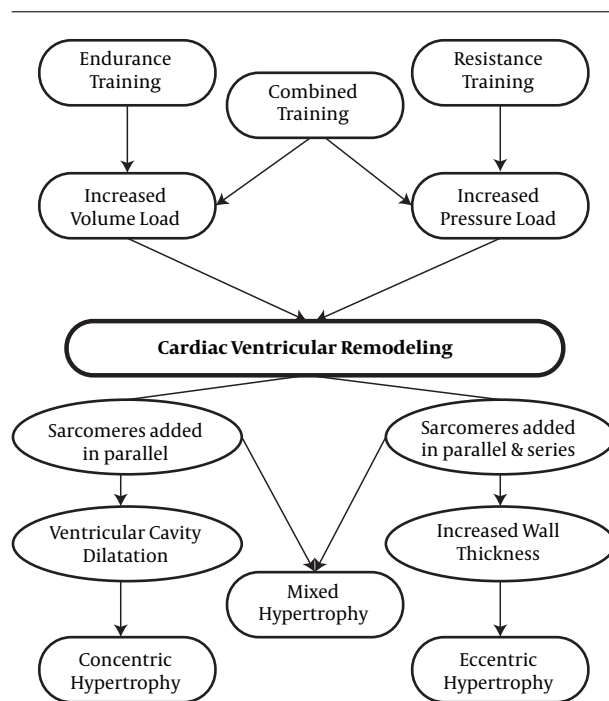 Endurance
Training
Combined
Training
Resistance
Training
Increased
Volume Load
Increased
Pressure Load
Cardiac Ventricular Remodeling
Sarcomeres added
in parallel
Sarcomeres added
in parallel & series
Ventricular Cavity
Dilatation
Increased Wall
Thickness
Mixed
Hypertrophy
Concentric
Hypertrophy
Eccentric
Hypertrophy